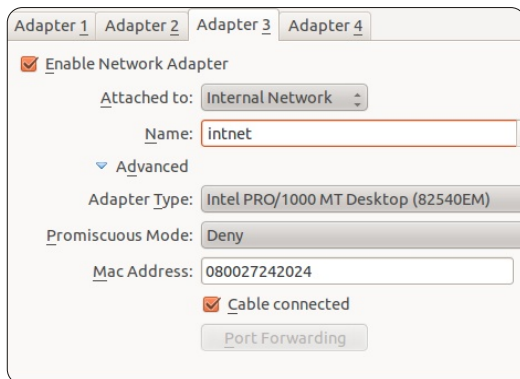 Adapter 1 Adapter 2 Adapter 3 Adapter 4
Enable Network Adapter
Attached to: Internal Network
Name: intnet
Advanced
Adapter Type: Intel PRO/1000 MT Desktop (82540EM)
Promiscuous Mode: Deny
Mac Address: 080027242024
Cable connected
Port Forwarding